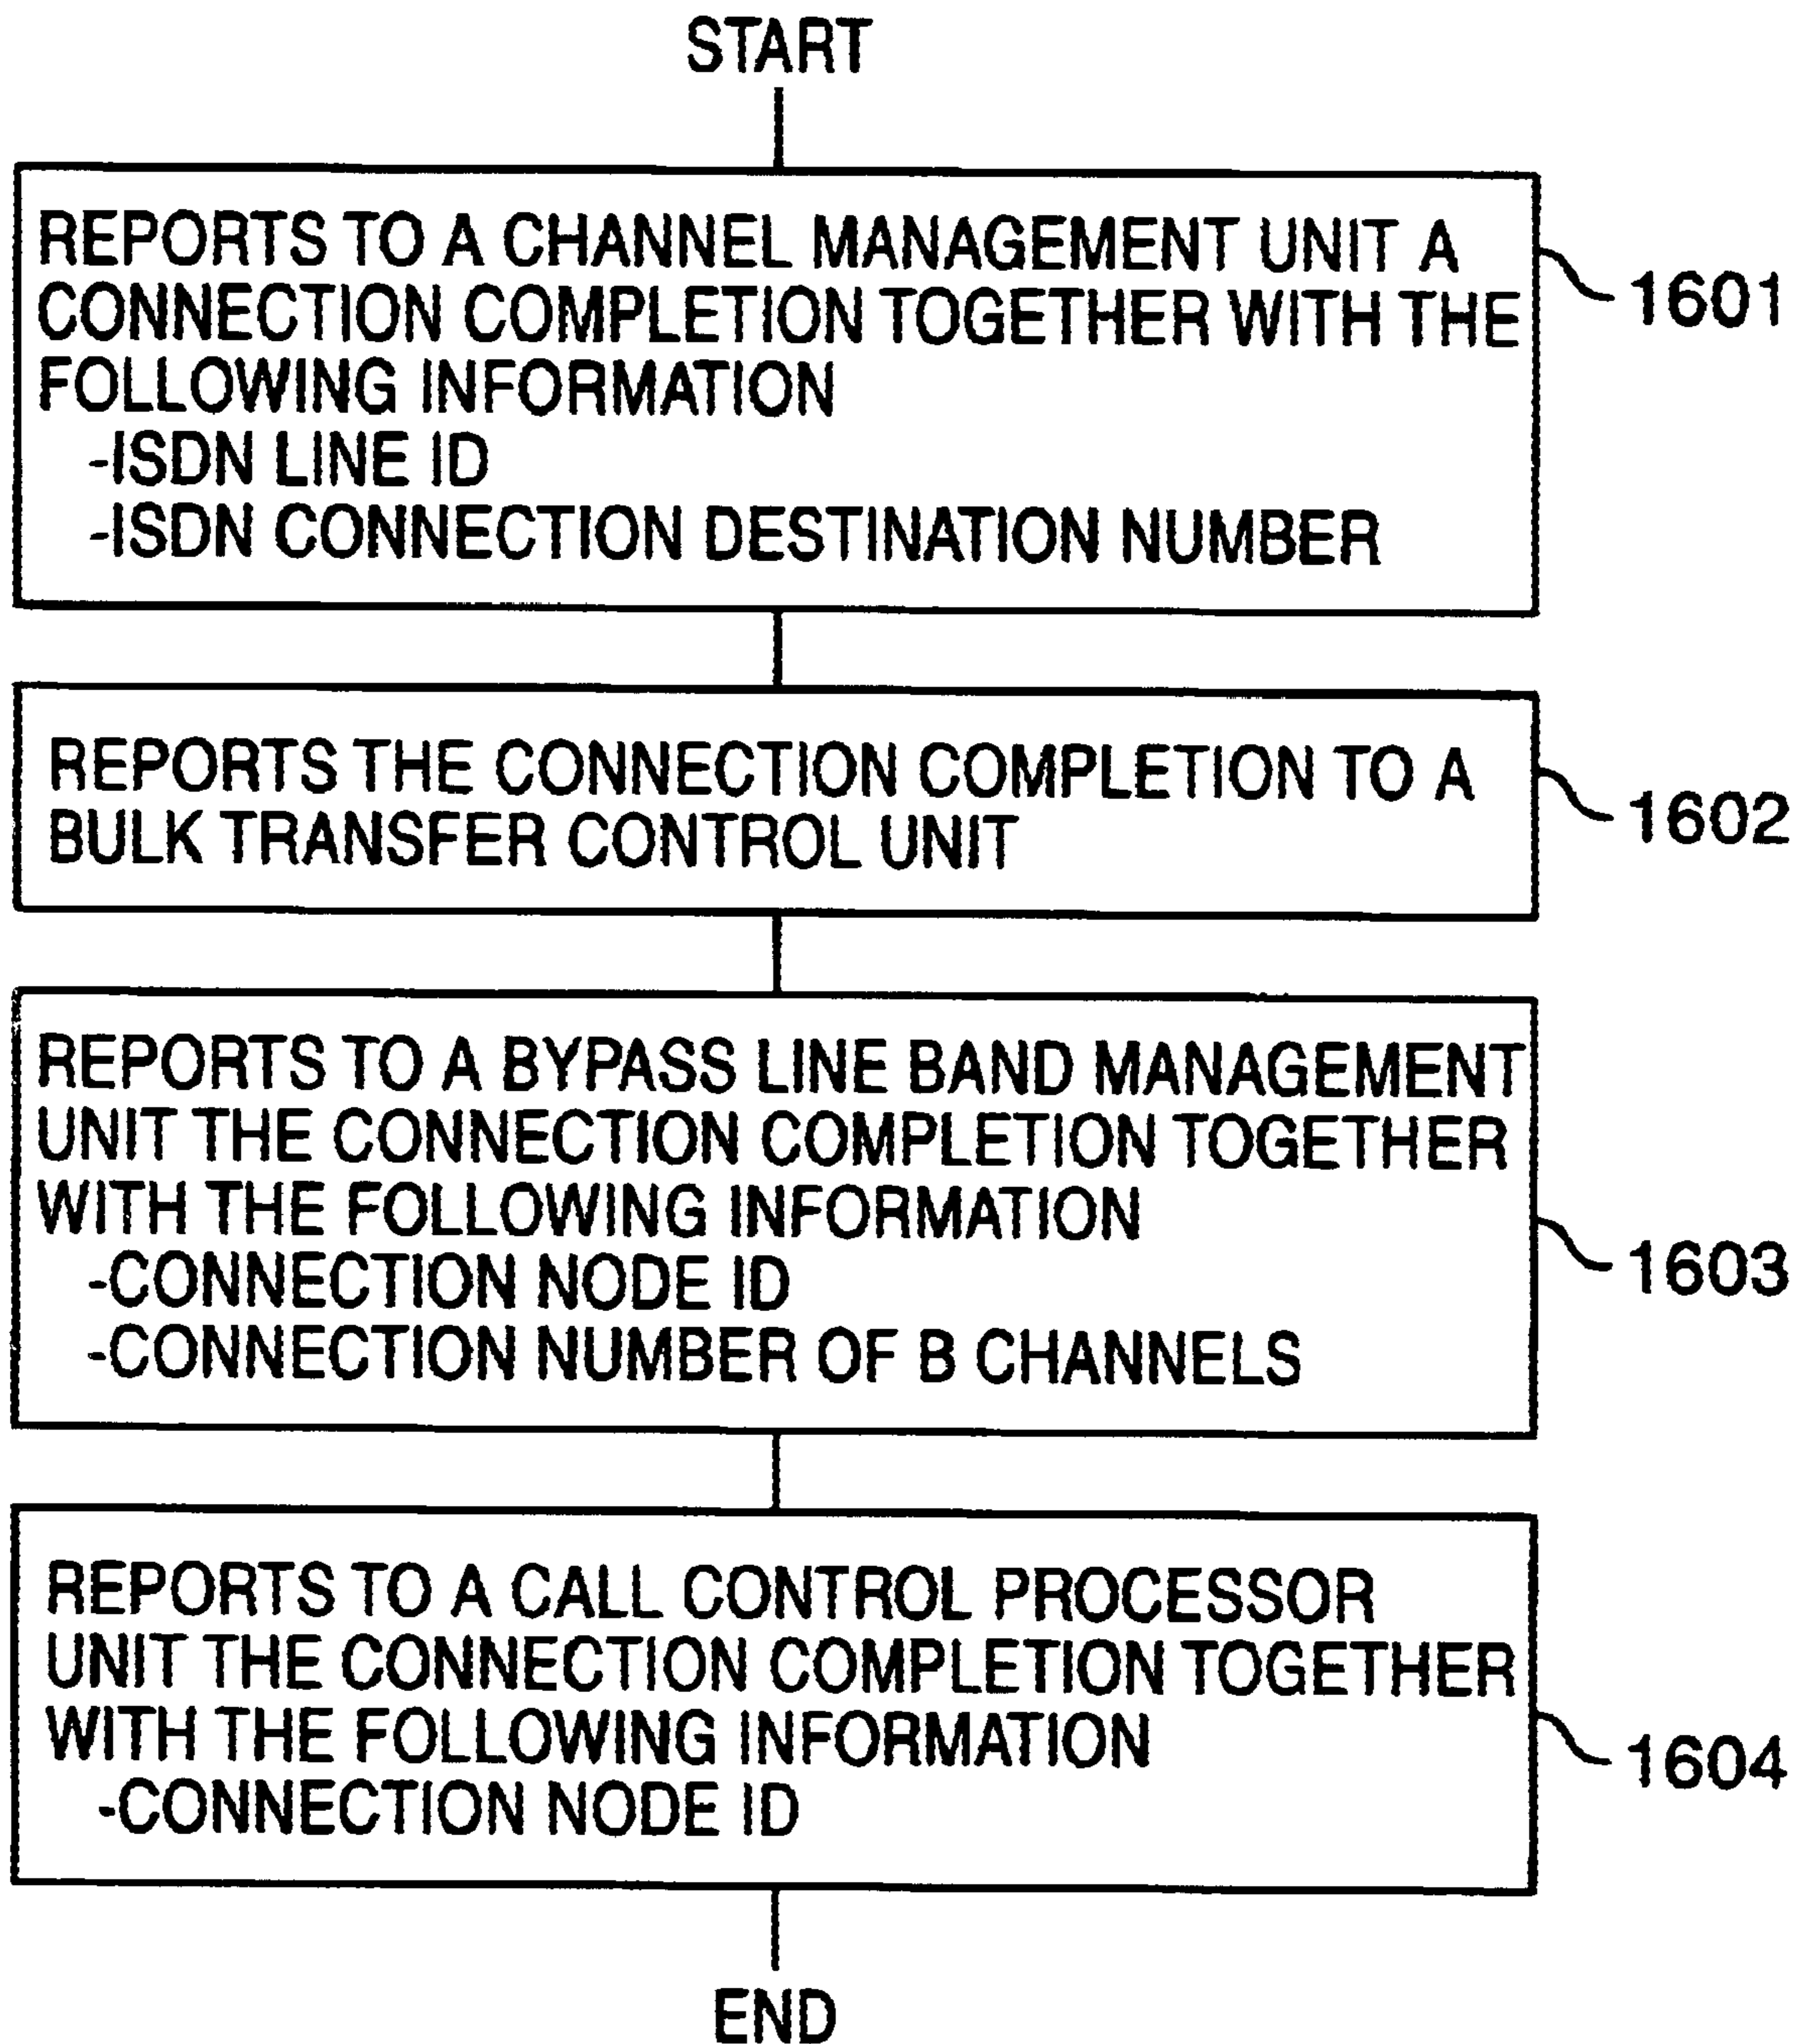 START
REPORTS TO A CHANNEL MANAGEMENT UNIT A
CONNECTION COMPLETION TOGETHER WITH THE
FOLLOWING INFORMATION
-ISDN LINE ID
-ISDN CONNECTION DESTINATION NUMBER
1601
REPORTS THE CONNECTION COMPLETION TO A
BULK TRANSFER CONTROL UNIT
1602
REPORTS TO A BYPASS LINE BAND MANAGEMENT
UNIT THE CONNECTION COMPLETION TOGETHER
WITH THE FOLLOWING INFORMATION
-CONNECTION NODE ID
-CONNECTION NUMBER OF B CHANNELS
1603
REPORTS TO A CALL CONTROL PROCESSOR
UNIT THE CONNECTION COMPLETION TOGETHER
WITH THE FOLLOWING INFORMATION
-CONNECTION NODE ID
1604
END